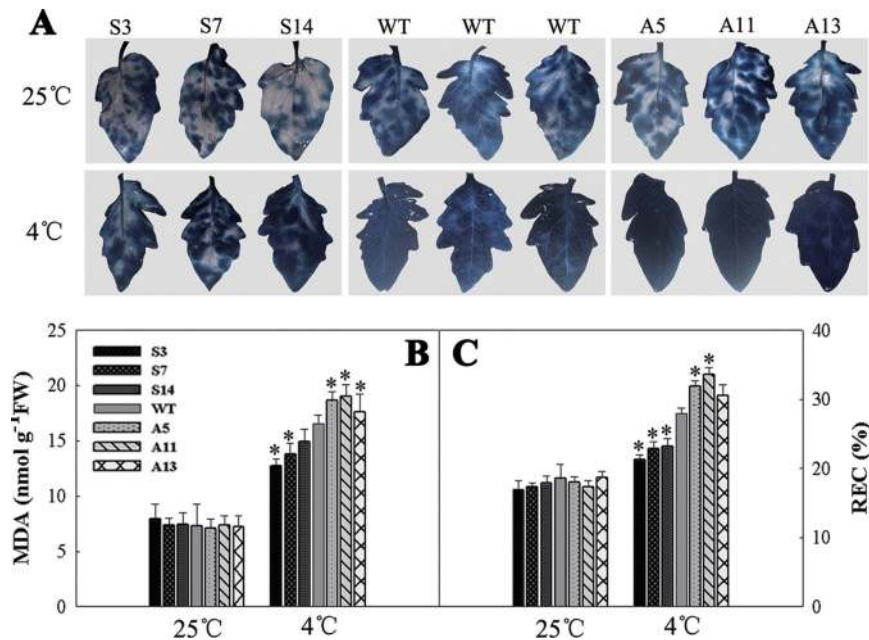 A
S3 S7 S14 WT WT WT A5 A11 A13
25℃
4℃
B
C
MDA (nmol g⁻¹FW)
25
20
15
10
5
0
S3
S7
S14
WT
A5
A11
A13
* * * * *
25℃ 4℃
* * * * *
25℃ 4℃
40
30
20
10
0
REC (%)